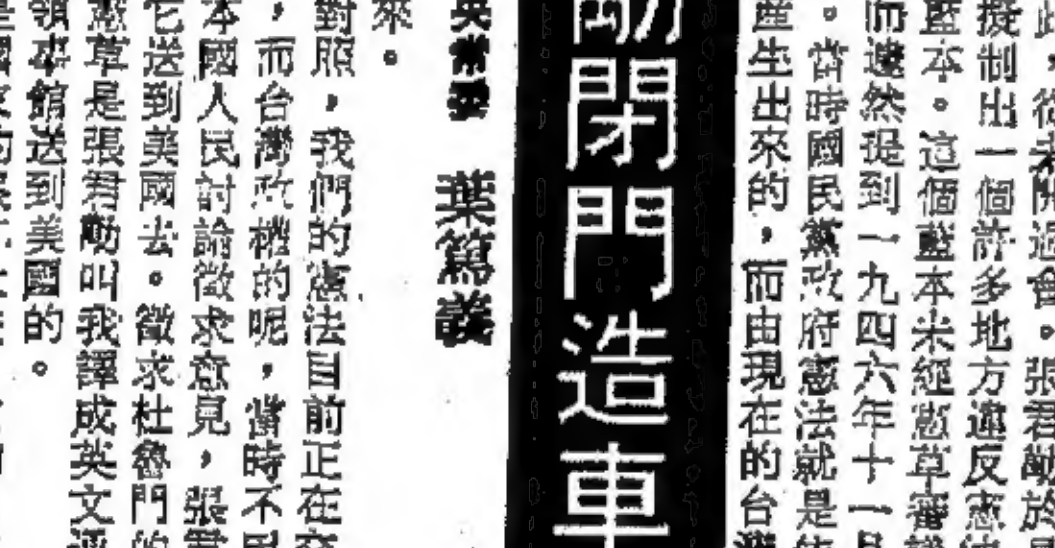 從未開過會。張君勱於是
擬制出一個許多地方違反憲
藍本。這個藍本未經憲草審議
而遽然提到一九四六年十一月
。當時國民黨政府憲法就是
產生出來的,而由現在的台灣
勱閉門造車
葉篤義
來。
對照,我們的憲法目前正在交
,而台灣政權的呢,當時不
本國人民討論徵求意見,張君
它送到美國去。徵求杜魯門的
憲草是張君勱叫我譯成英文
領事館送到美國的。